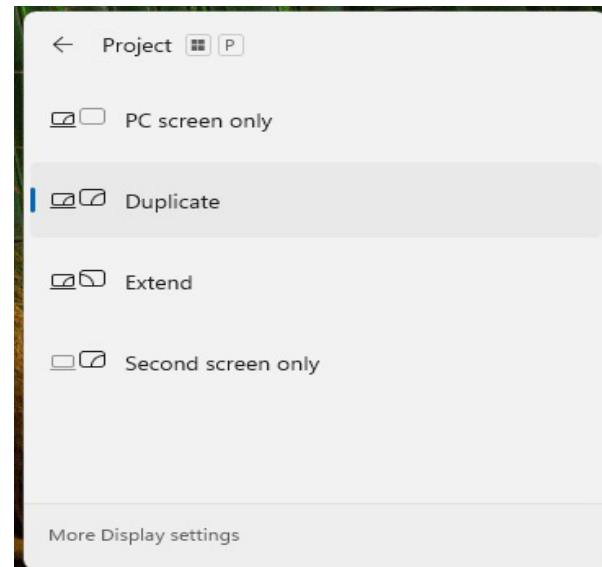 Project P
PC screen only
Duplicate
Extend
Second screen only
More Display settings